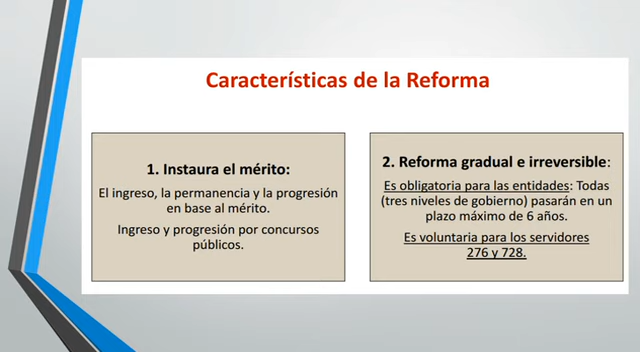 Características de la Reforma
1. Instaura el mérito:
El ingreso, la permanencia y la progresión
en base al mérito.
Ingreso y progresión por concursos
públicos.
2. Reforma gradual e irreversible:
Es obligatoria para las entidades: Todas
(tres niveles de gobierno) pasarán en un
plazo máximo de 6 años.
Es voluntaria para los servidores
276 y 728.